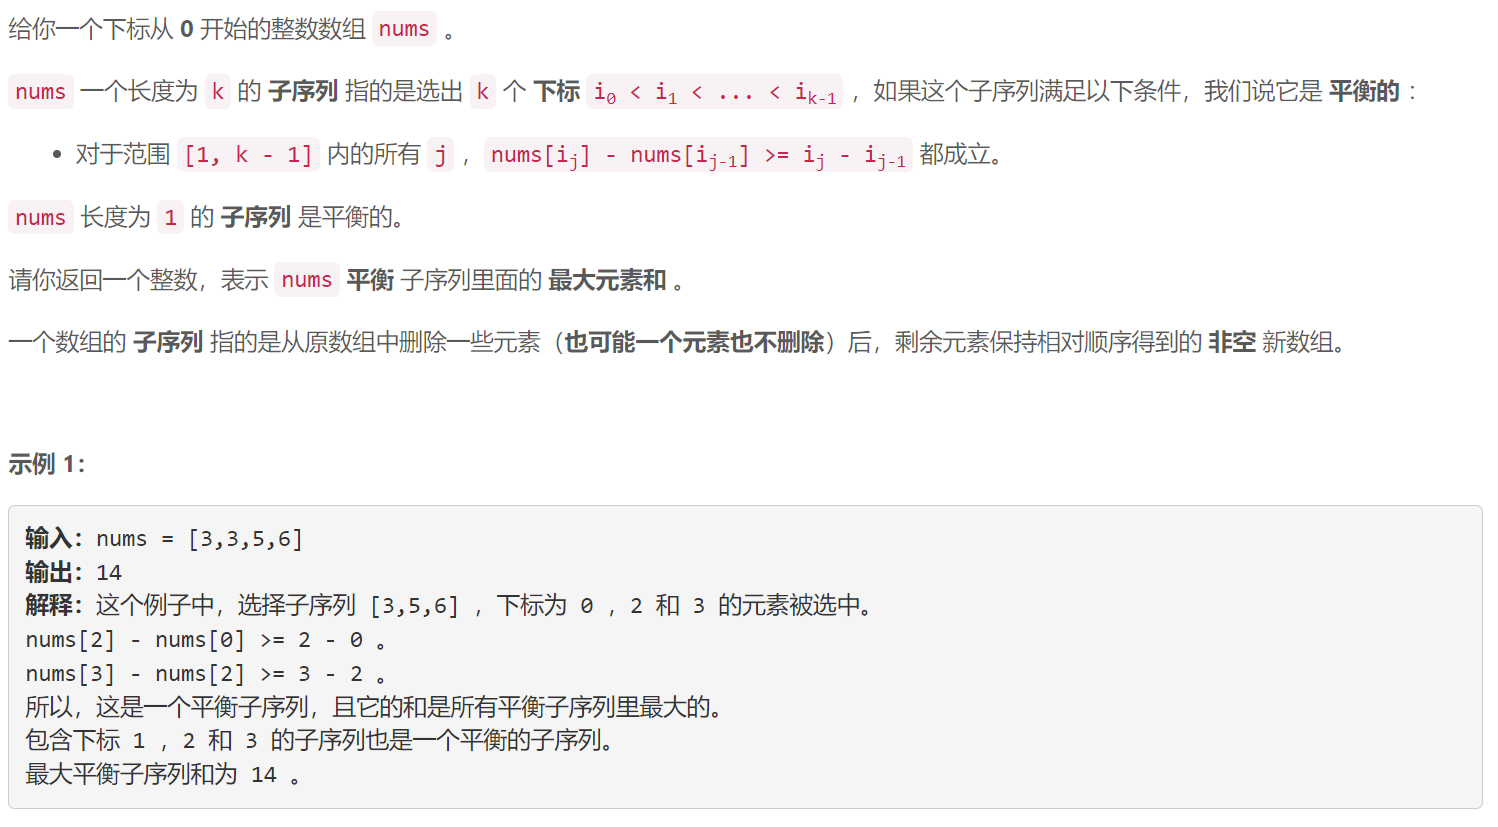 给你一个下标从 0 开始的整数数组 nums 。
nums 一个长度为 k 的 子序列 指的是选出 k 个 下标 i0 < i1 < ... < ik-1 ，如果这个子序列满足以下条件，我们说它是 平衡的 ：
• 对于范围 [1, k - 1] 内的所有 j ，nums[ij] - nums[ij-1] >= ij - ij-1 都成立。
nums 长度为 1 的 子序列 是平衡的。
请你返回一个整数，表示 nums 平衡 子序列里面的 最大元素和 。
一个数组的 子序列 指的是从原数组中删除一些元素（也可能一个元素也不删除）后，剩余元素保持相对顺序得到的 非空 新数组。
示例 1：
输入：nums = [3,3,5,6]
输出：14
解释：这个例子中，选择子序列 [3,5,6] ，下标为 0 ，2 和 3 的元素被选中。
nums[2] - nums[0] >= 2 - 0 。
nums[3] - nums[2] >= 3 - 2 。
所以，这是一个平衡子序列，且它的和是所有平衡子序列里最大的。
包含下标 1 ，2 和 3 的子序列也是一个平衡的子序列。
最大平衡子序列和为 14 。